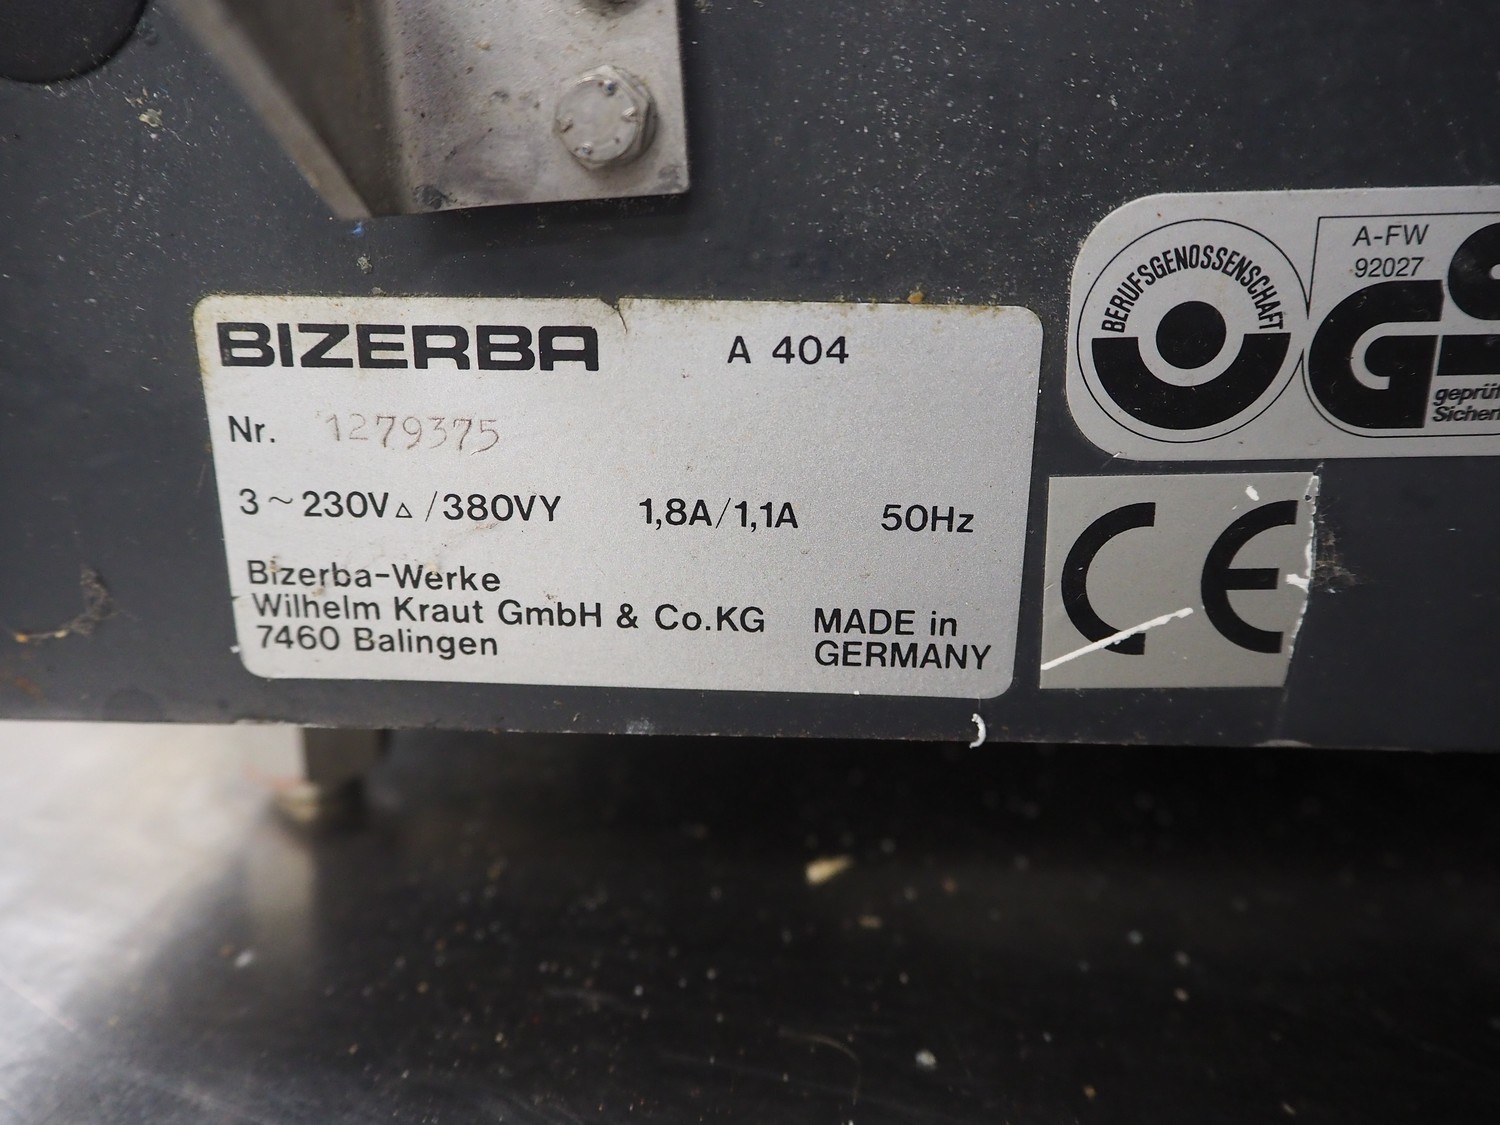 BIZERBA A 404
Nr. 1279375
3~230V△/380VY 1,8A/1,1A 50Hz
Bizerba-Werke
Wilhelm Kraut GmbH & Co.KG
7460 Balingen
MADE in
GERMANY
BERUFSGENOSSENSCHAFT
A-FW
92027
GS
geprüf
Sicher
CE